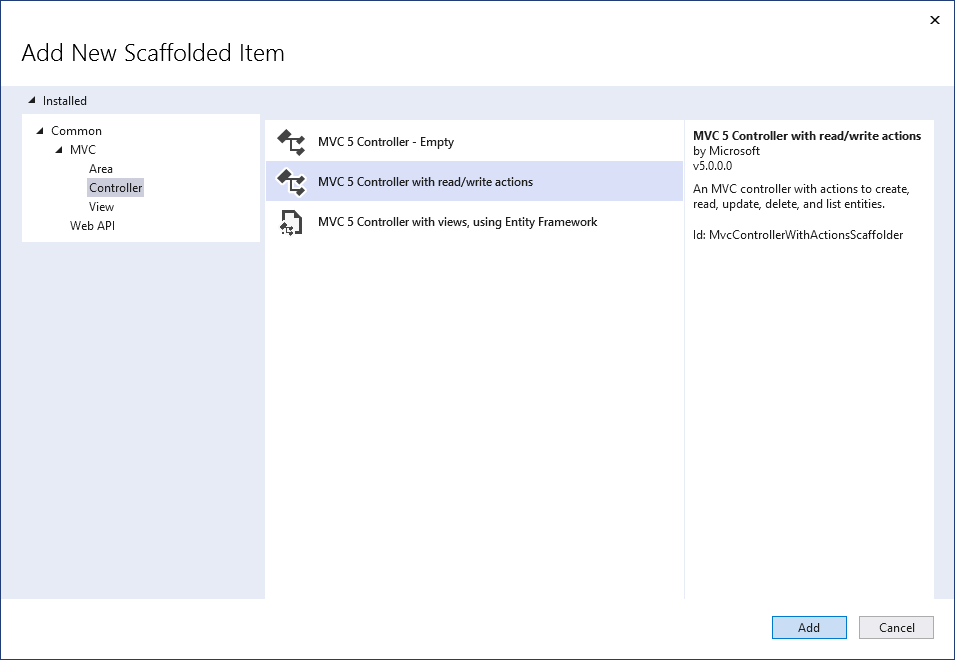 Add New Scaffolded Item
Installed
Common
MVC
Area
Controller
View
Web API
MVC 5 Controller - Empty
MVC 5 Controller with read/write actions
MVC 5 Controller with views, using Entity Framework
MVC 5 Controller with read/write actions
by Microsoft
v5.0.0.0
An MVC controller with actions to create,
read, update, delete, and list entities.
Id: MvcControllerWithActionsScaffolder
Add
Cancel